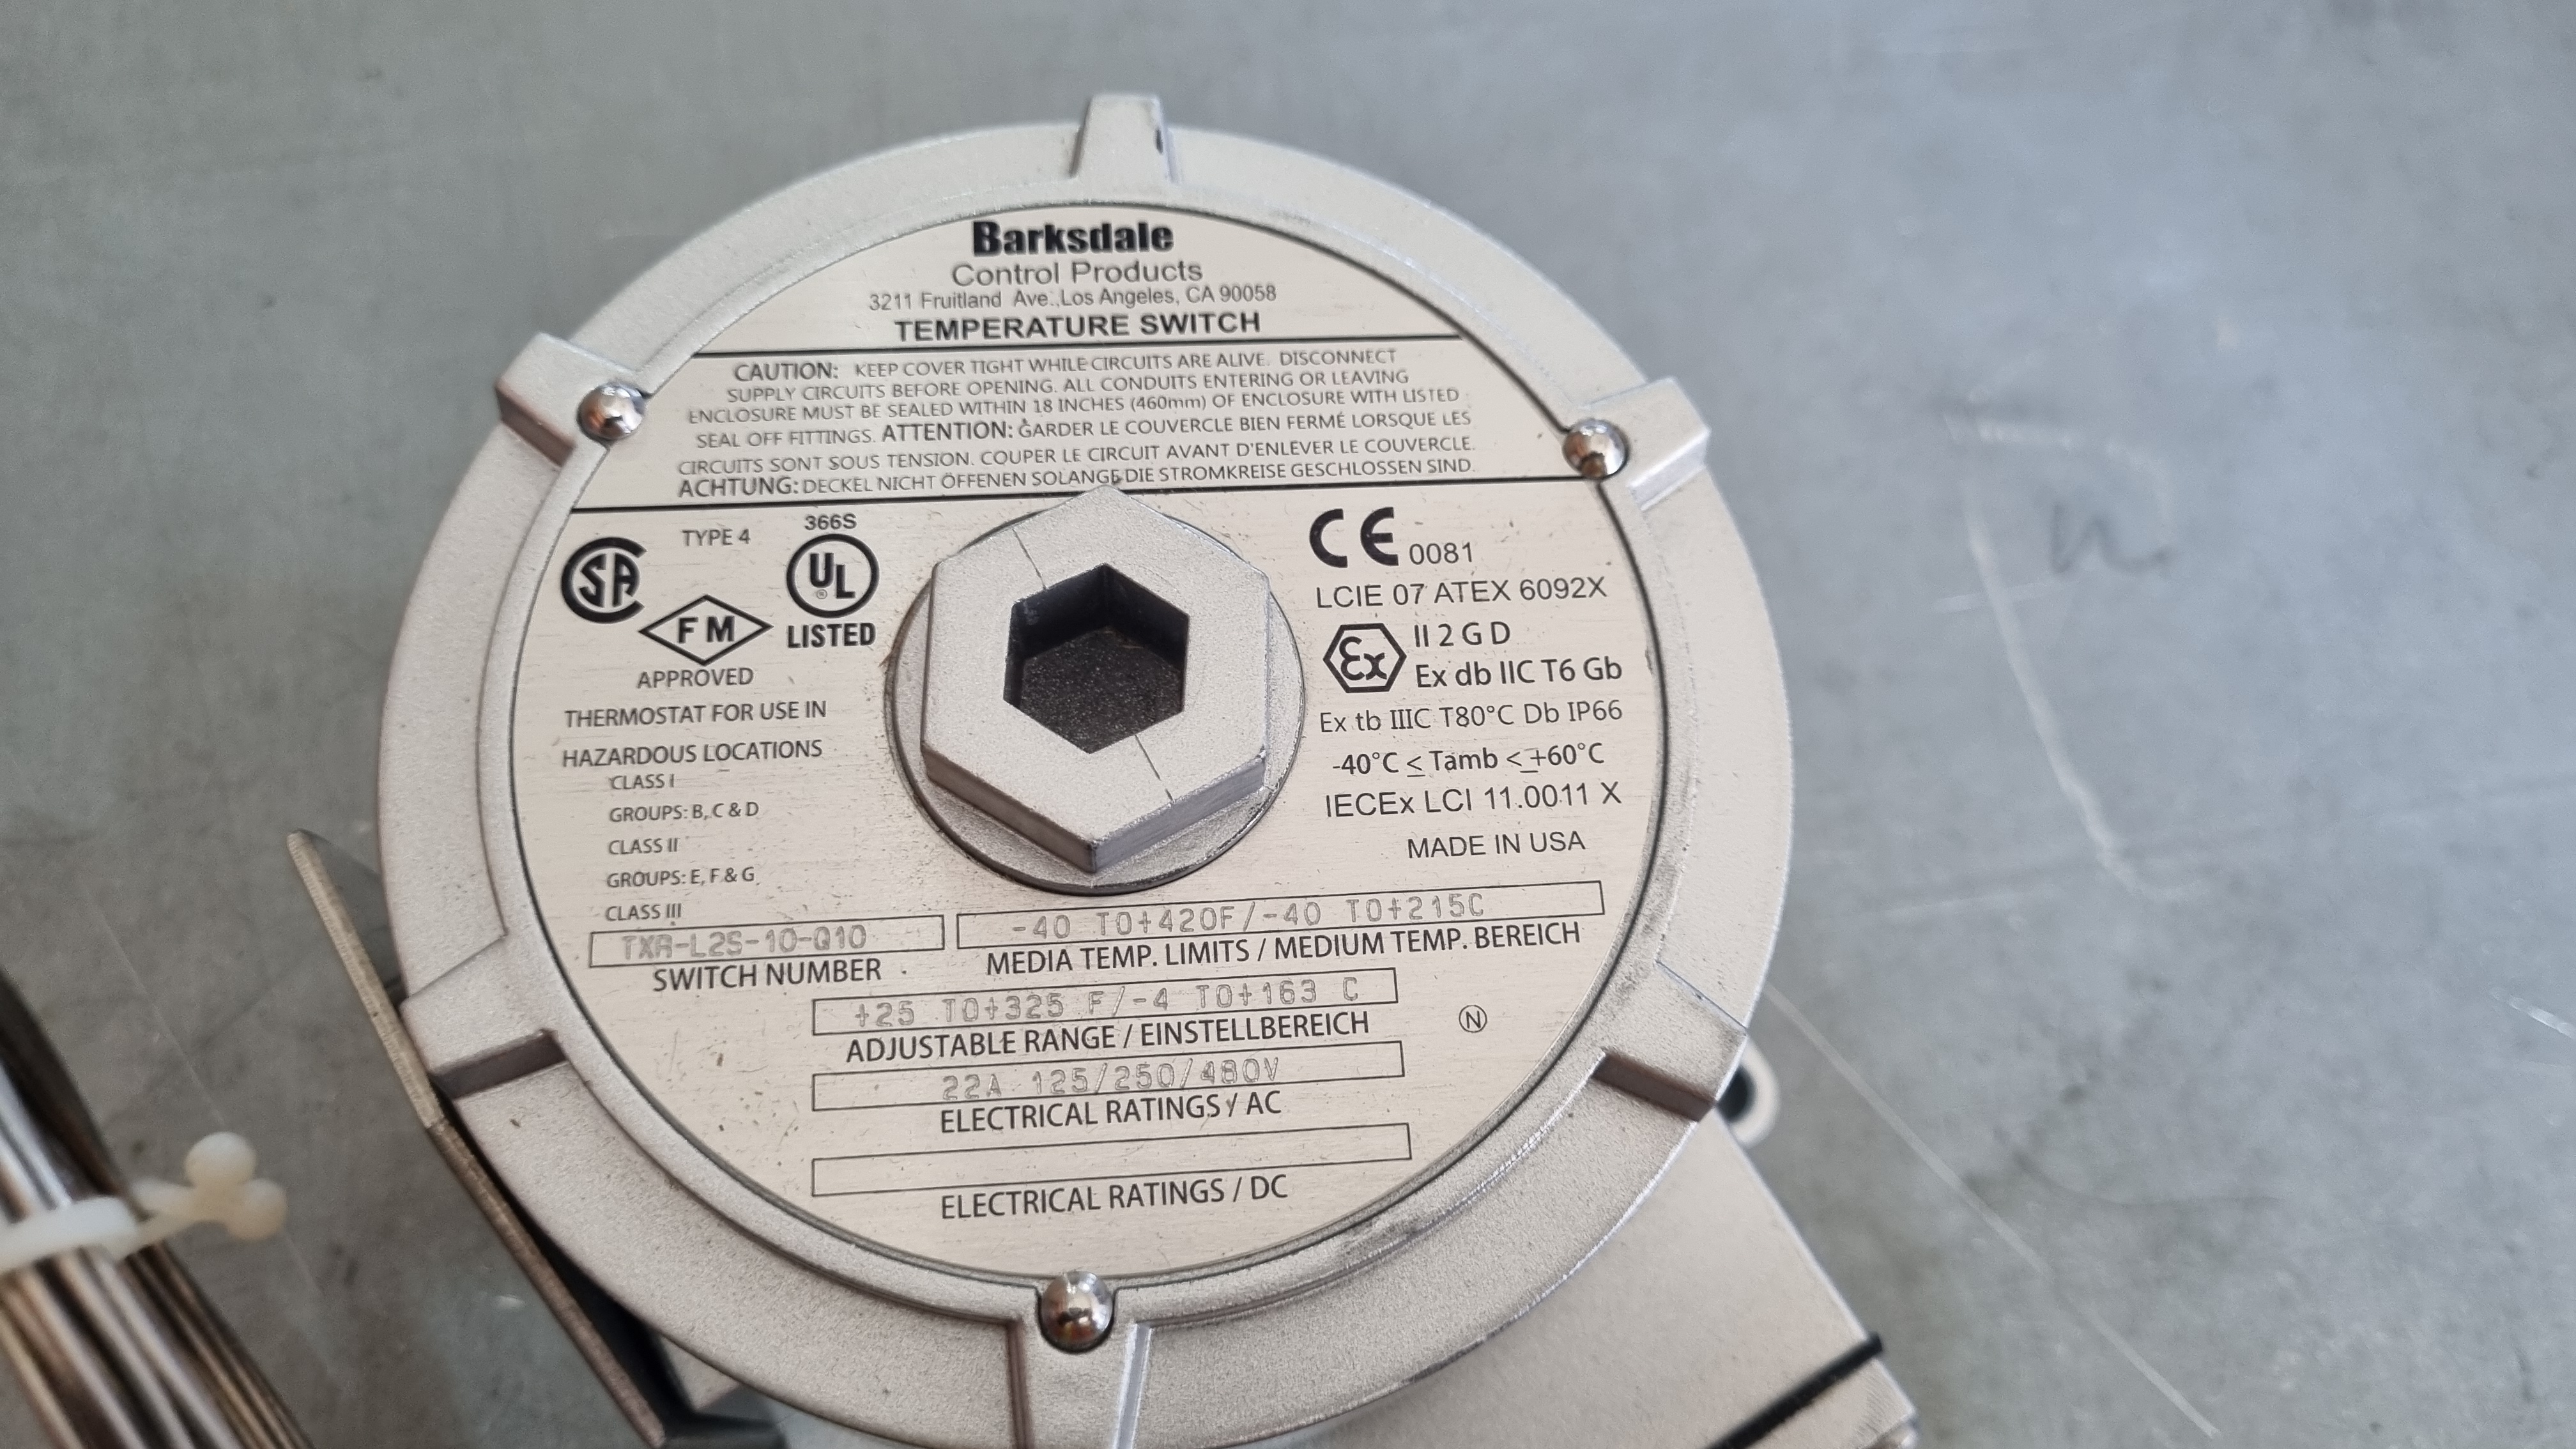 Barksdale
Control Products
3211 Fruitland Ave.,Los Angeles, CA 90058
TEMPERATURE SWITCH
CAUTION: KEEP COVER TIGHT WHILE CIRCUITS ARE ALIVE. DISCONNECT
SUPPLY CIRCUITS BEFORE OPENING. ALL CONDUITS ENTERING OR LEAVING
ENCLOSURE MUST BE SEALED WITHIN 18 INCHES (460mm) OF ENCLOSURE WITH LISTED
SEAL OFF FITTINGS. ATTENTION: GARDER LE COUVERCLE BIEN FERMÉ LORSQUE LES
CIRCUITS SONT SOUS TENSION. COUPER LE CIRCUIT AVANT D'ENLEVER LE COUVERCLE.
ACHTUNG: DECKEL NICHT ÖFFENEN SOLANGE DIE STROMKREISE GESCHLOSSEN SIND.
SA
TYPE 4
366S
UL
®
LISTED
FM
APPROVED
THERMOSTAT FOR USE IN
HAZARDOUS LOCATIONS
CLASS I
GROUPS: B, C & D
CLASS II
GROUPS: E, F & G
CLASS III
CE 0081
LCIE 07 ATEX 6092X
Ex II 2 G D
Ex db IIC T6 Gb
Ex tb IIIC T80°C Db IP66
-40°C ≤ Tamb ≤ +60°C
IECEx LCI 11.0011 X
MADE IN USA
TXR-L2S-10-Q10
SWITCH NUMBER
-40 TO+420F/-40 TO+215C
MEDIA TEMP. LIMITS / MEDIUM TEMP. BEREICH
+25 TO+325 F/-4 TO+163 C
ADJUSTABLE RANGE / EINSTELLBEREICH
N
22A 125/250/480V
ELECTRICAL RATINGS / AC
ELECTRICAL RATINGS / DC